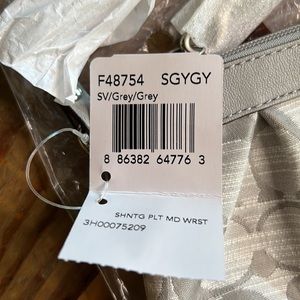 F48754 SGYGY
SV/Grey/Grey
8 86382 64776 3
SHNTG PLT MD WRST
3H00075209